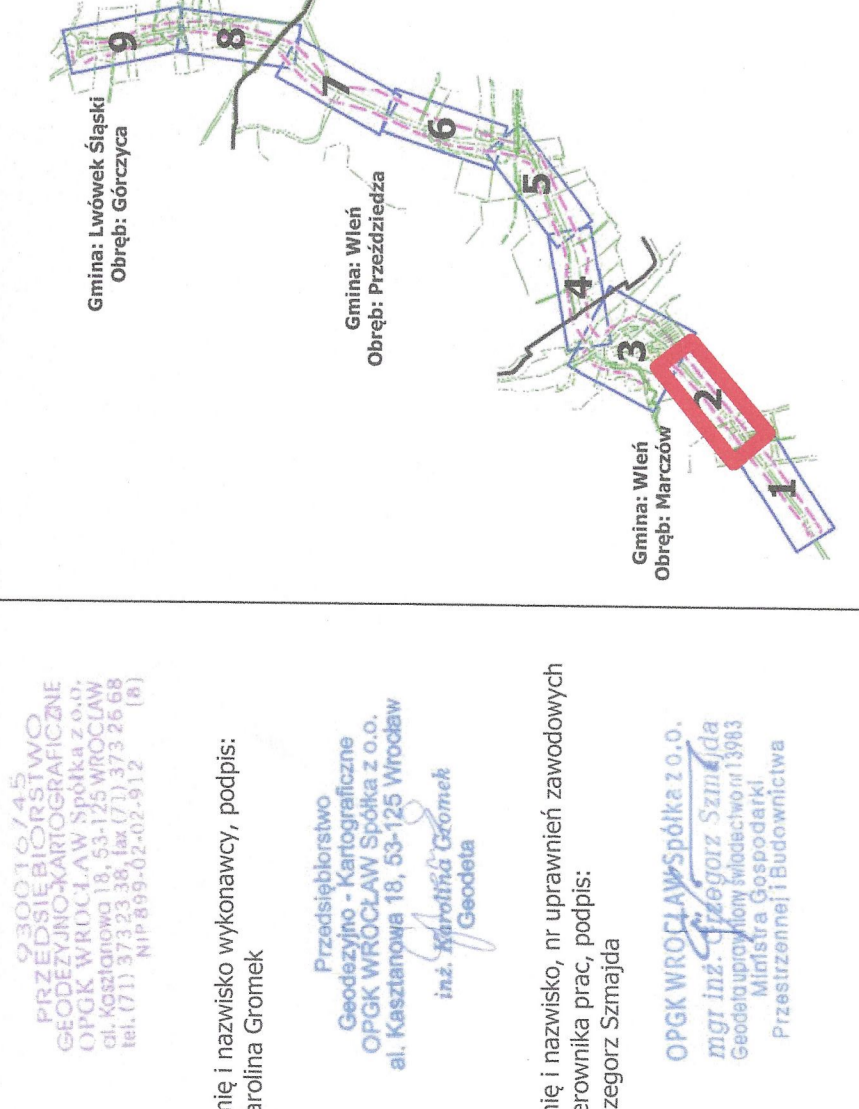 930016/45
PRZEDSIĘBIORSTWO
GEODEZYJNO-KARTOGRAFICZNE
OPGK WROCŁAW Spółka z o.o.
al. Kasztanowa 18, 53-125 WROCŁAW
tel. (71) 373 23 38, fax (71) 373 26 68
NIP 899-02-02-912 (8)
nię i nazwisko wykonawcy, podpis:
arolina Gromek
Przedsiębiorstwo
Geodezyjno - Kartograficzne
OPGK WROCŁAW Spółka z o.o.
al. Kasztanowa 18, 53-125 Wrocław
inż. Karolina Gromek
Geodeta
nię i nazwisko, nr uprawnień zawodowych
erownika prac, podpis:
zegorz Szmajda
OPGK WROCŁAW Spółka z o.o.
mgr inż. Grzegorz Szmajda
Geodeta uprawniony świadectwo nr 13983
Ministra Gospodarki
Przestrzennej i Budownictwa
Gmina: Lwówek Śląski
Obręb: Górczyca
Gmina: Wleń
Obręb: Przeździedza
Gmina: Wleń
Obręb: Marczów
1
2
3
4
5
6
7
8
9